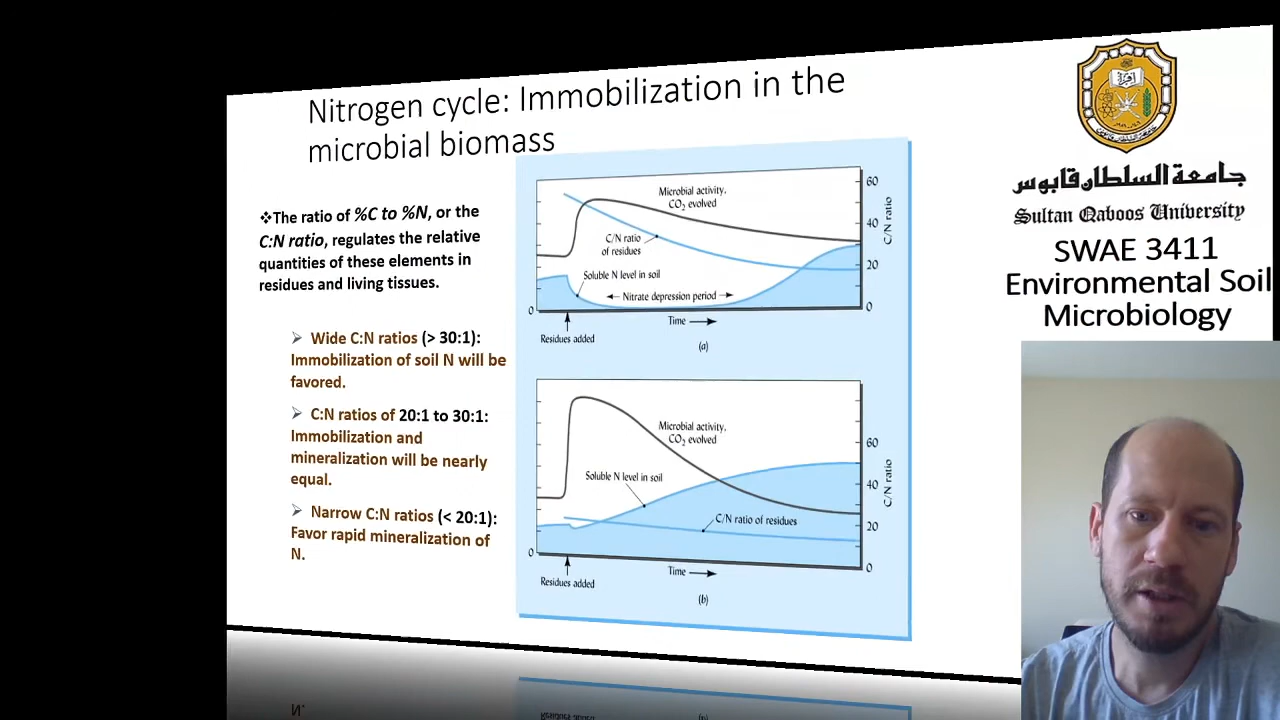 Nitrogen cycle: Immobilization in the
microbial biomass
❖The ratio of %C to %N, or the
C:N ratio, regulates the relative
quantities of these elements in
residues and living tissues.
➢ Wide C:N ratios (> 30:1):
Immobilization of soil N will be
favored.
➢ C:N ratios of 20:1 to 30:1:
Immobilization and
mineralization will be nearly
equal.
➢ Narrow C:N ratios (< 20:1):
Favor rapid mineralization of
N.
Microbial activity,
CO₂ evolved
C/N ratio
of residues
Soluble N level in soil
Nitrate depression period
60
40
20
0
C/N ratio
0
Time
Residues added
(a)
Microbial activity,
CO₂ evolved
Soluble N level in soil
C/N ratio of residues
60
40
20
0
C/N ratio
0
Time
Residues added
(b)
جامعة السلطان قابوس
Sultan Qaboos University
SWAE 3411
Environmental Soil
Microbiology